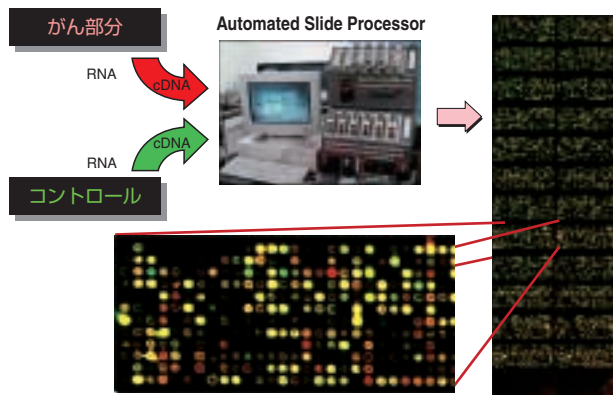 がん部分
Automated Slide Processor
RNA
cDNA
cDNA
RNA
コントロール